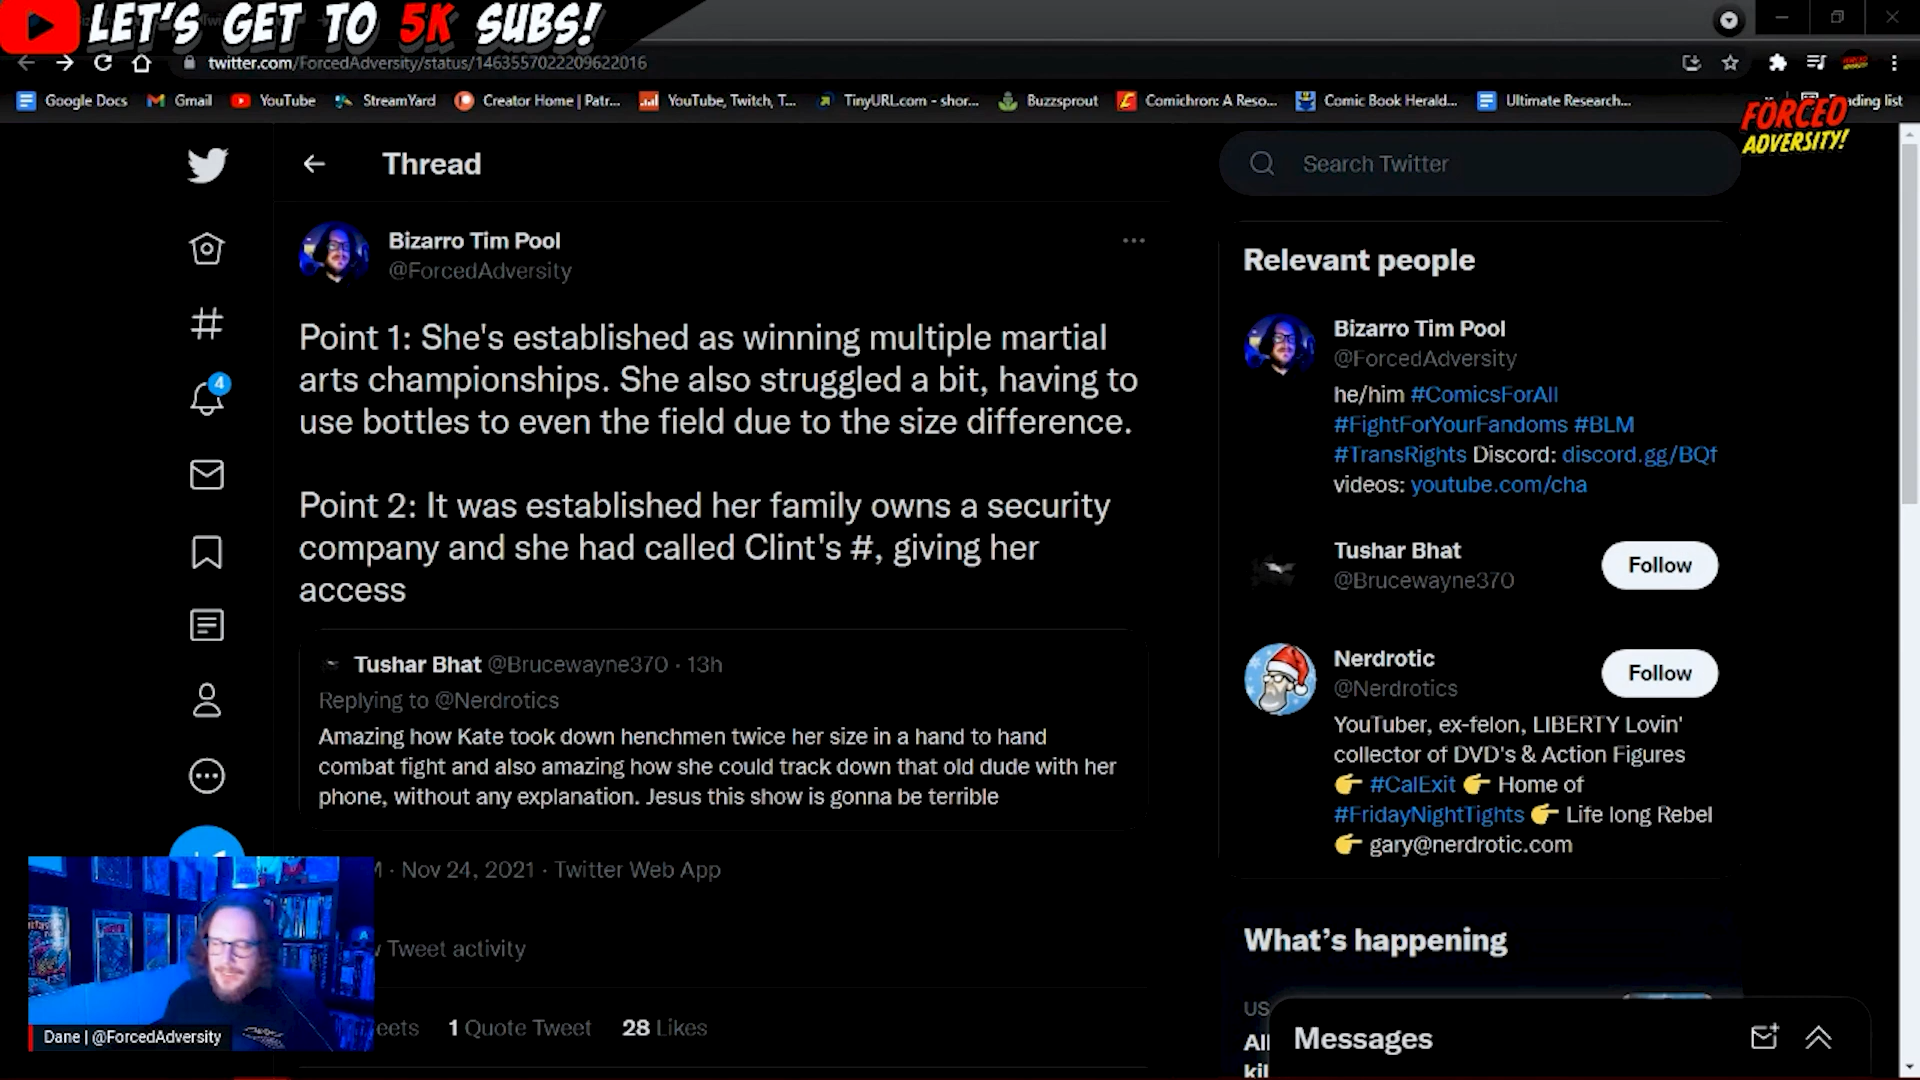 LET'S GET TO 5K SUBS!
twitter.com/ForcedAdversity/status/1463557022209622016
Google Docs Gmail YouTube StreamYard Creator Home | Patr... YouTube, Twitch, T... TinyURL.com - shor... Buzzsprout Comichron: A Reso... Comic Book Herald... Ultimate Research... ding list
FORCED
ADVERSITY!
Thread
Search Twitter
Bizarro Tim Pool
@ForcedAdversity
Point 1: She's established as winning multiple martial
arts championships. She also struggled a bit, having to
use bottles to even the field due to the size difference.
Point 2: It was established her family owns a security
company and she had called Clint's #, giving her
access
Tushar Bhat @Brucewayne370 · 13h
Replying to @Nerdrotics
Amazing how Kate took down henchmen twice her size in a hand to hand
combat fight and also amazing how she could track down that old dude with her
phone, without any explanation. Jesus this show is gonna be terrible
M · Nov 24, 2021 · Twitter Web App
Tweet activity
eets 1 Quote Tweet 28 Likes
4
Relevant people
Bizarro Tim Pool
@ForcedAdversity
he/him #ComicsForAll
#FightForYourFandoms #BLM
#TransRights Discord: discord.gg/BQf
videos: youtube.com/cha
Tushar Bhat
@Brucewayne370
Follow
Nerdrotic
@Nerdrotics
Follow
YouTuber, ex-felon, LIBERTY Lovin'
collector of DVD's & Action Figures
👉 #CalExit 👉 Home of
#FridayNightTights 👉 Life long Rebel
👉 gary@nerdrotic.com
What's happening
US
All
kil
Messages
Dane | @ForcedAdversity